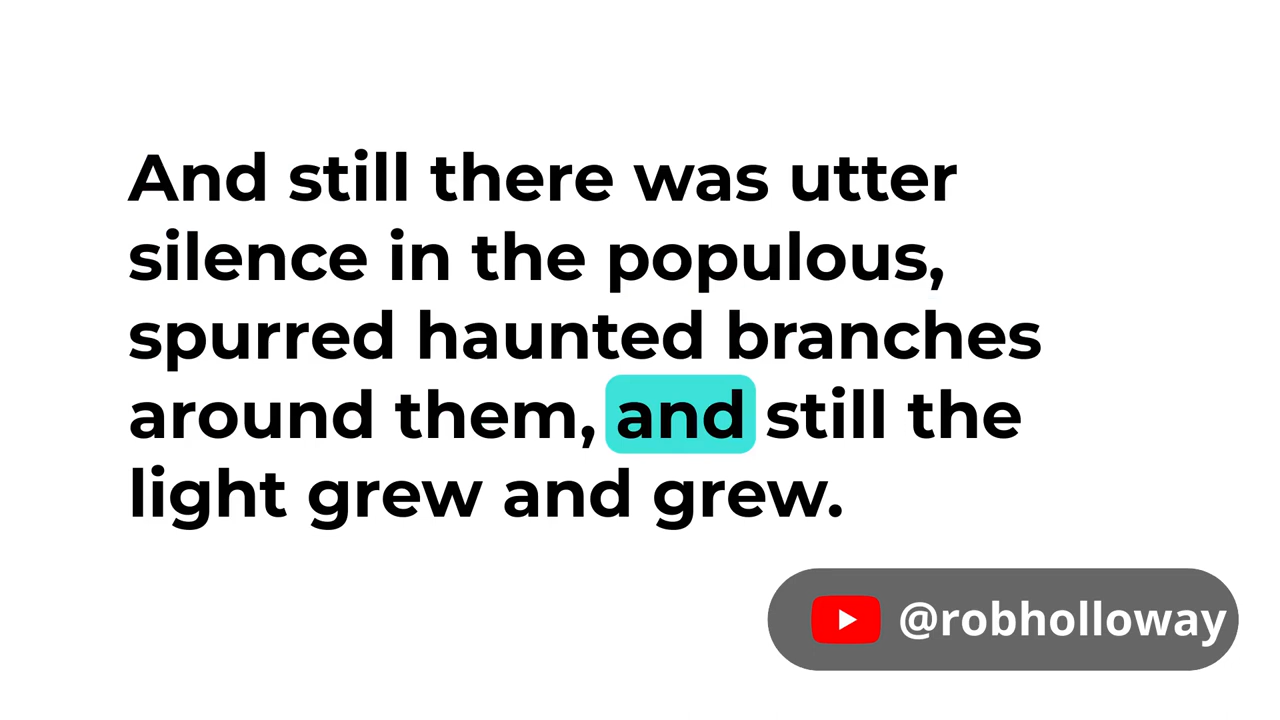 And still there was utter
silence in the populous,
spurred haunted branches
around them, and still the
light grew and grew.
@robholloway